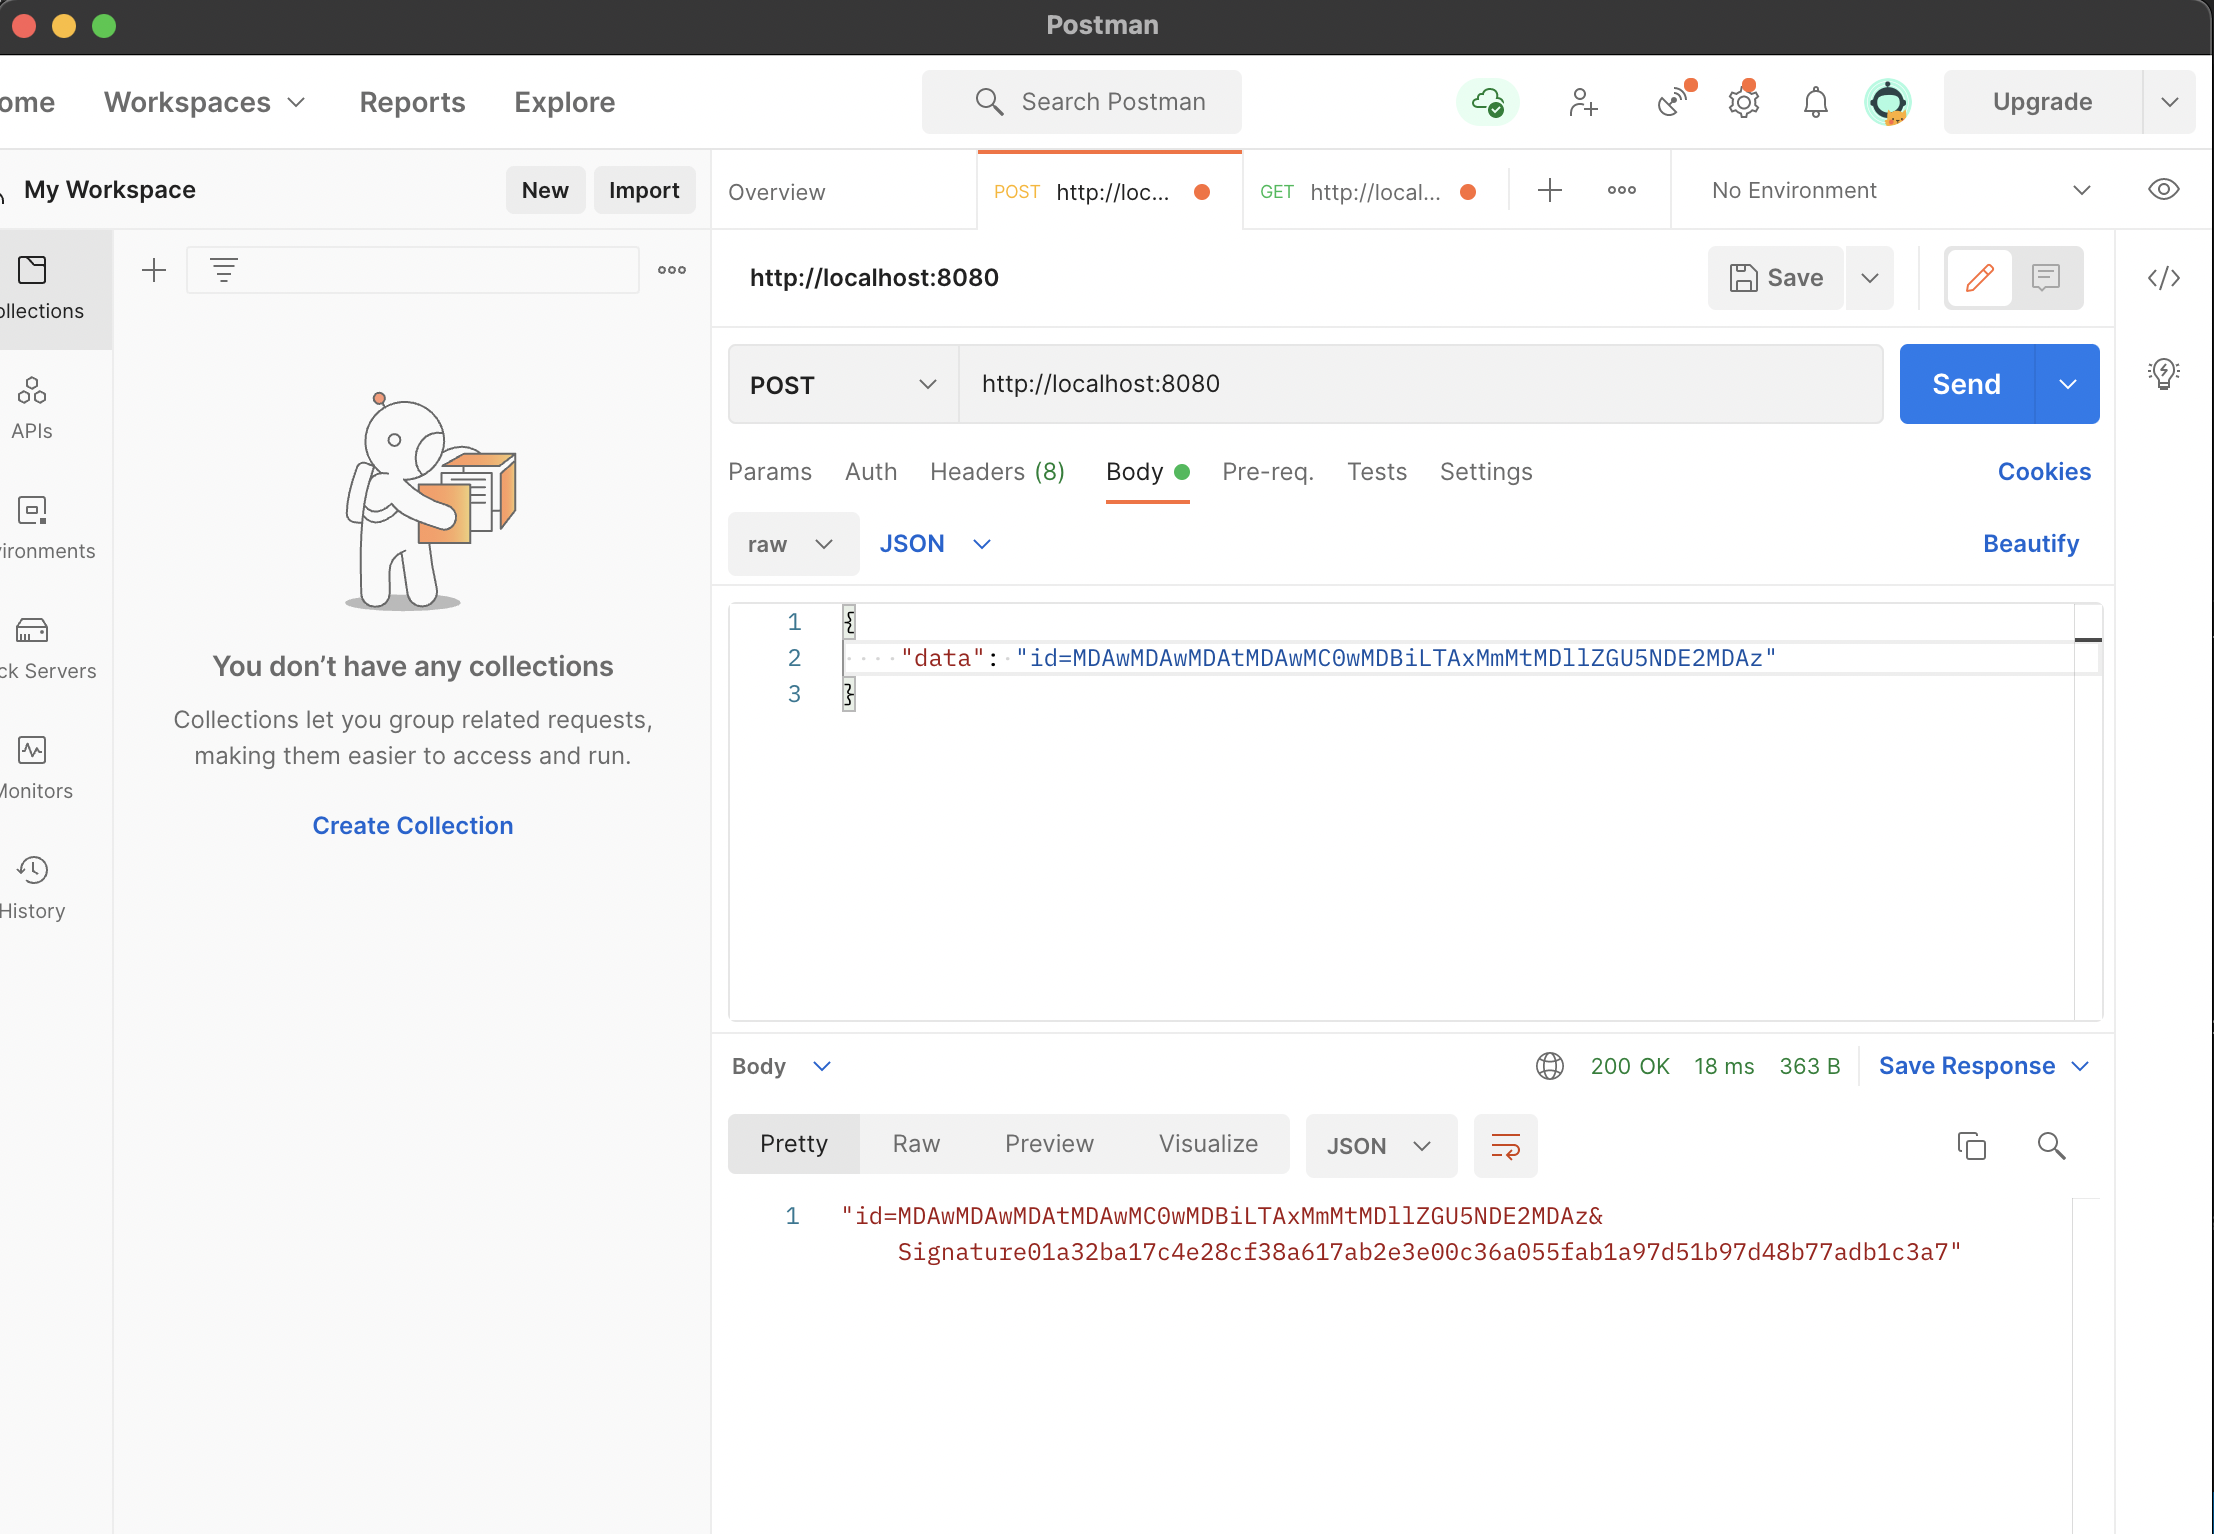 Postman
ome
Workspaces
Reports
Explore
Search Postman
Upgrade
My Workspace
New
Import
Overview
POST http://loc...
GET http://local...
No Environment
ollections
APIs
ironments
ck Servers
Monitors
History
You don’t have any collections
Collections let you group related requests,
making them easier to access and run.
Create Collection
http://localhost:8080
Save
POST
http://localhost:8080
Send
Params
Auth
Headers (8)
Body
Pre-req.
Tests
Settings
Cookies
raw
JSON
Beautify
1 {
2 "data": "id=MDAwMDAwMDAtMDAwMC0wMDBiLTAxMmMtMDllZGU5NDE2MDAz"
3 }
Body
200 OK
18 ms
363 B
Save Response
Pretty
Raw
Preview
Visualize
JSON
1 "id=MDAwMDAwMDAtMDAwMC0wMDBiLTAxMmMtMDllZGU5NDE2MDAz&
Signature01a32ba17c4e28cf38a617ab2e3e00c36a055fab1a97d51b97d48b77adb1c3a7"